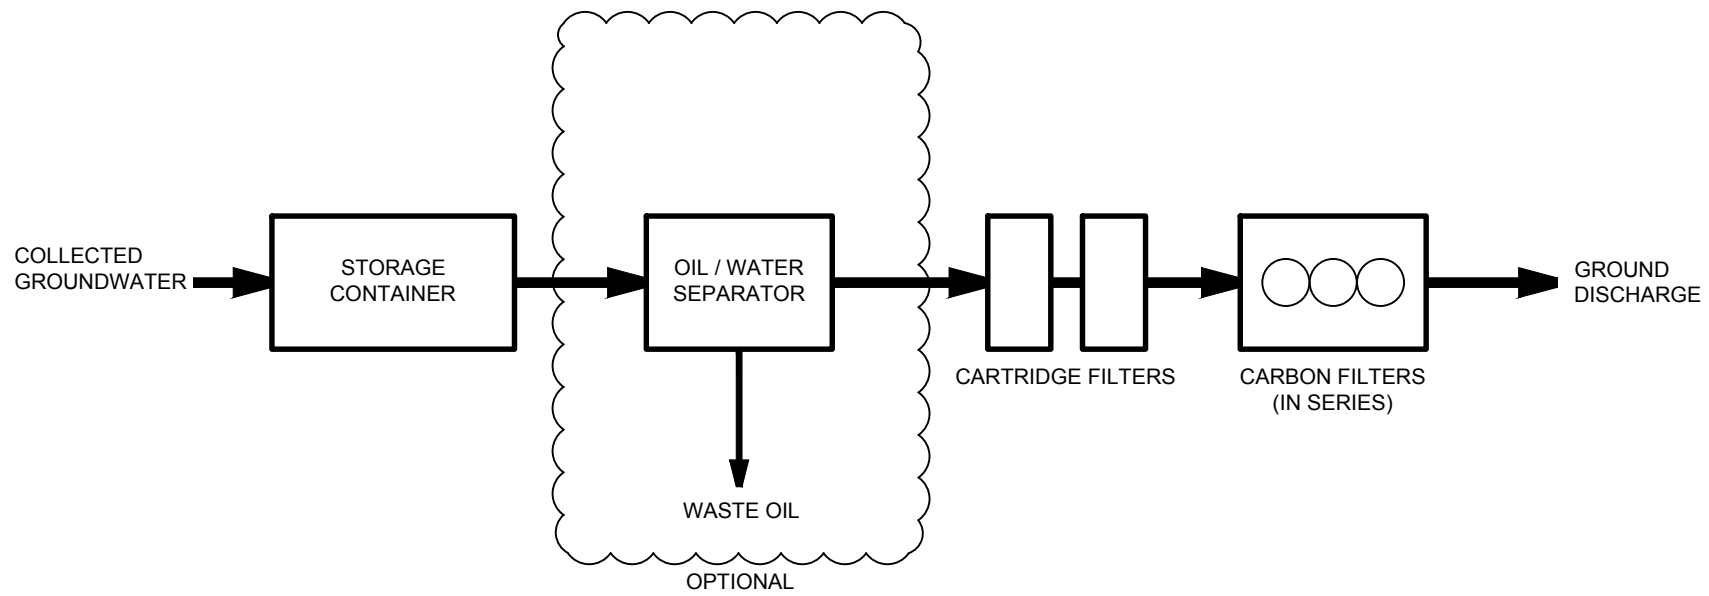 COLLECTED
GROUNDWATER
STORAGE
CONTAINER
OIL / WATER
SEPARATOR
WASTE OIL
OPTIONAL
CARTRIDGE FILTERS
CARBON FILTERS
(IN SERIES)
GROUND
DISCHARGE